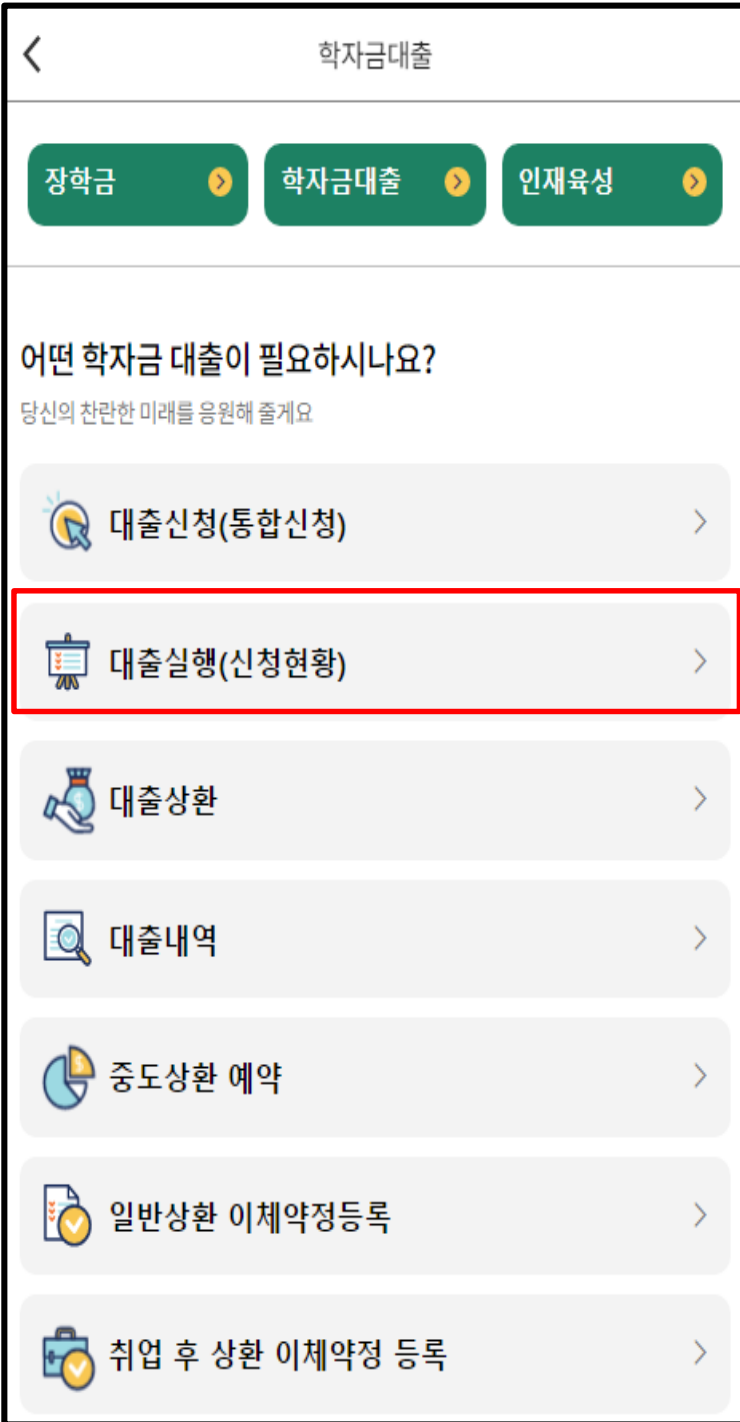 학자금대출
장학금
학자금대출
인재육성
어떤 학자금 대출이 필요하시나요?
당신의 찬란한 미래를 응원해 줄게요
대출신청(통합신청)
대출실행(신청현황)
대출상환
대출내역
중도상환 예약
일반상환 이체약정등록
취업 후 상환 이체약정 등록